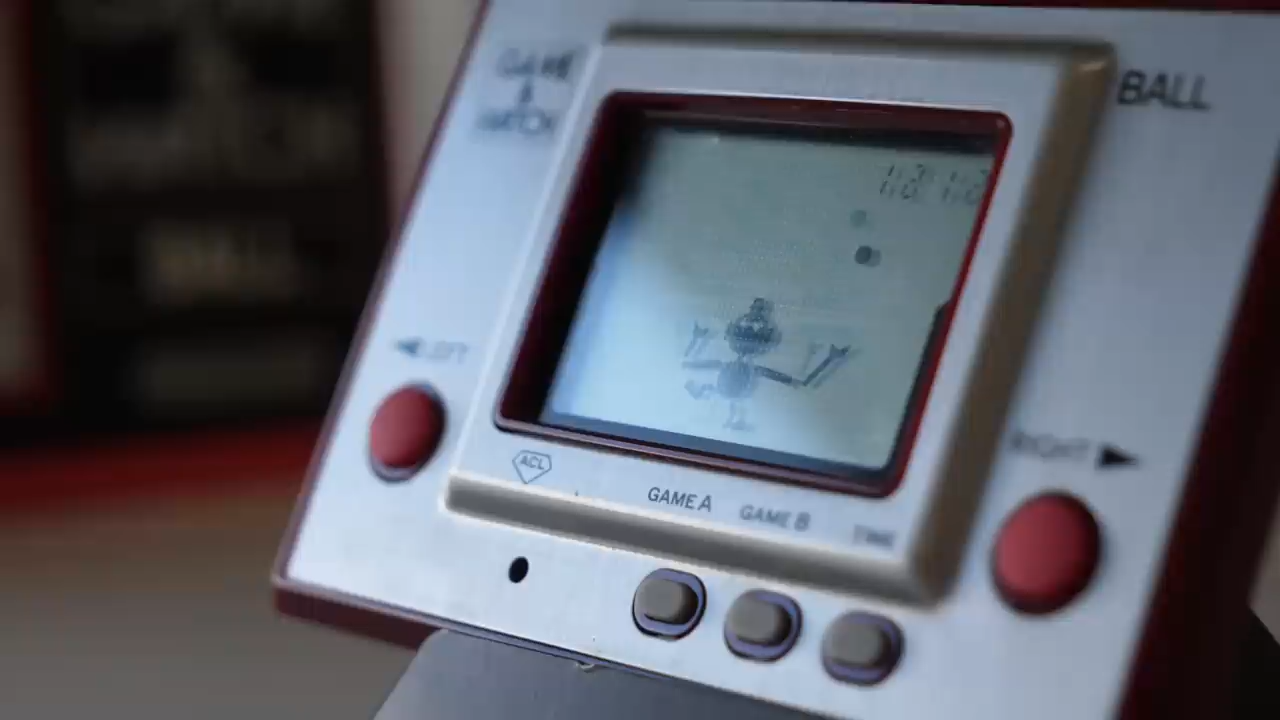 GAME
&
WATCH
BALL
◀LEFT
RIGHT ▶
ACL
GAME A
GAME B
TIME